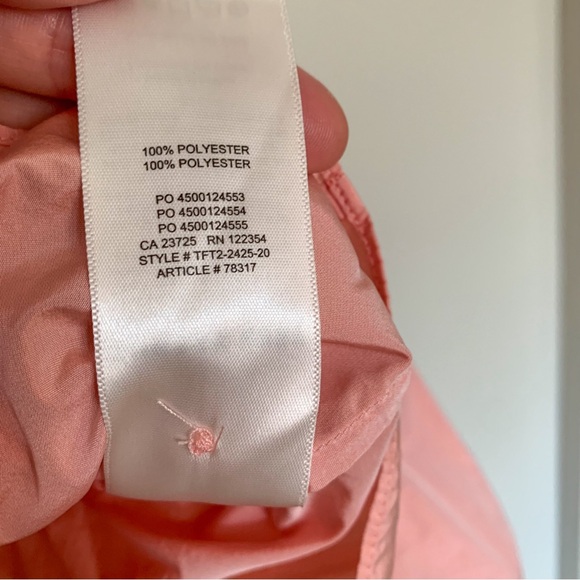 100% POLYESTER
100% POLYESTER
PO 4500124553
PO 4500124554
PO 4500124555
CA 23725 RN 122354
STYLE # TFT2-2425-20
ARTICLE # 78317